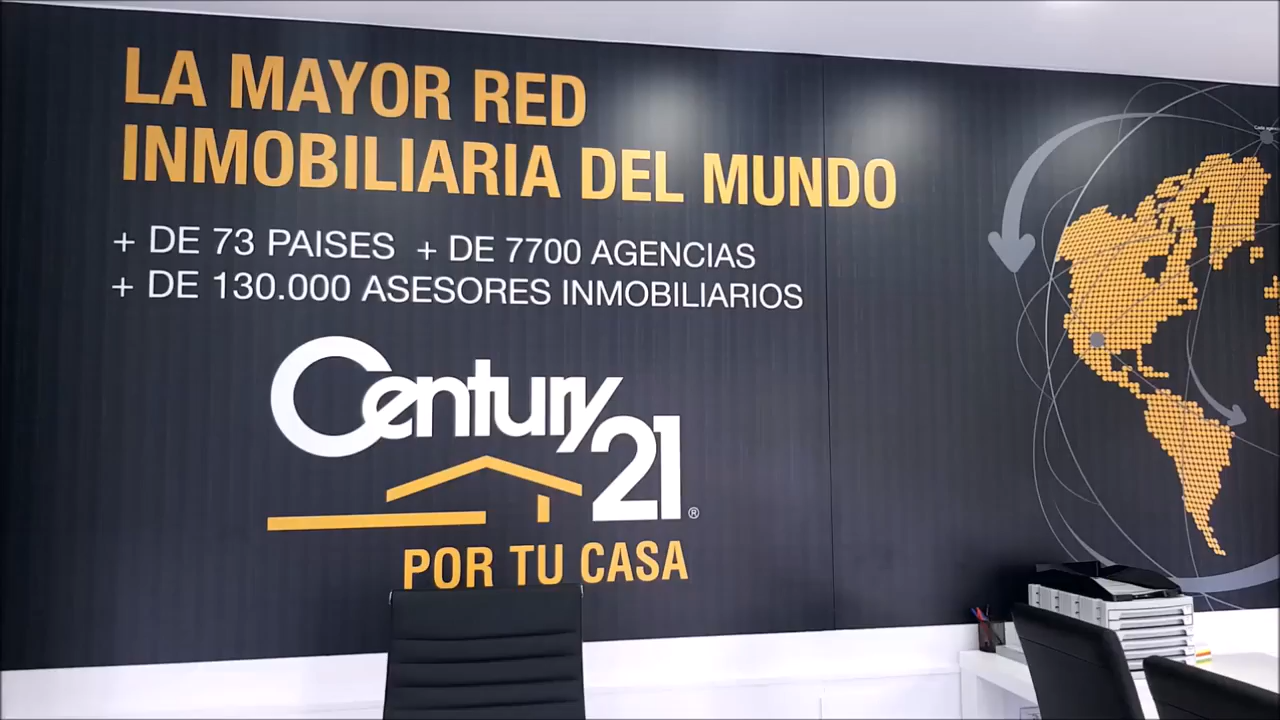 LA MAYOR RED
INMOBILIARIA DEL MUNDO
+ DE 73 PAISES + DE 7700 AGENCIAS
+ DE 130.000 ASESORES INMOBILIARIOS
Century
21®
POR TU CASA